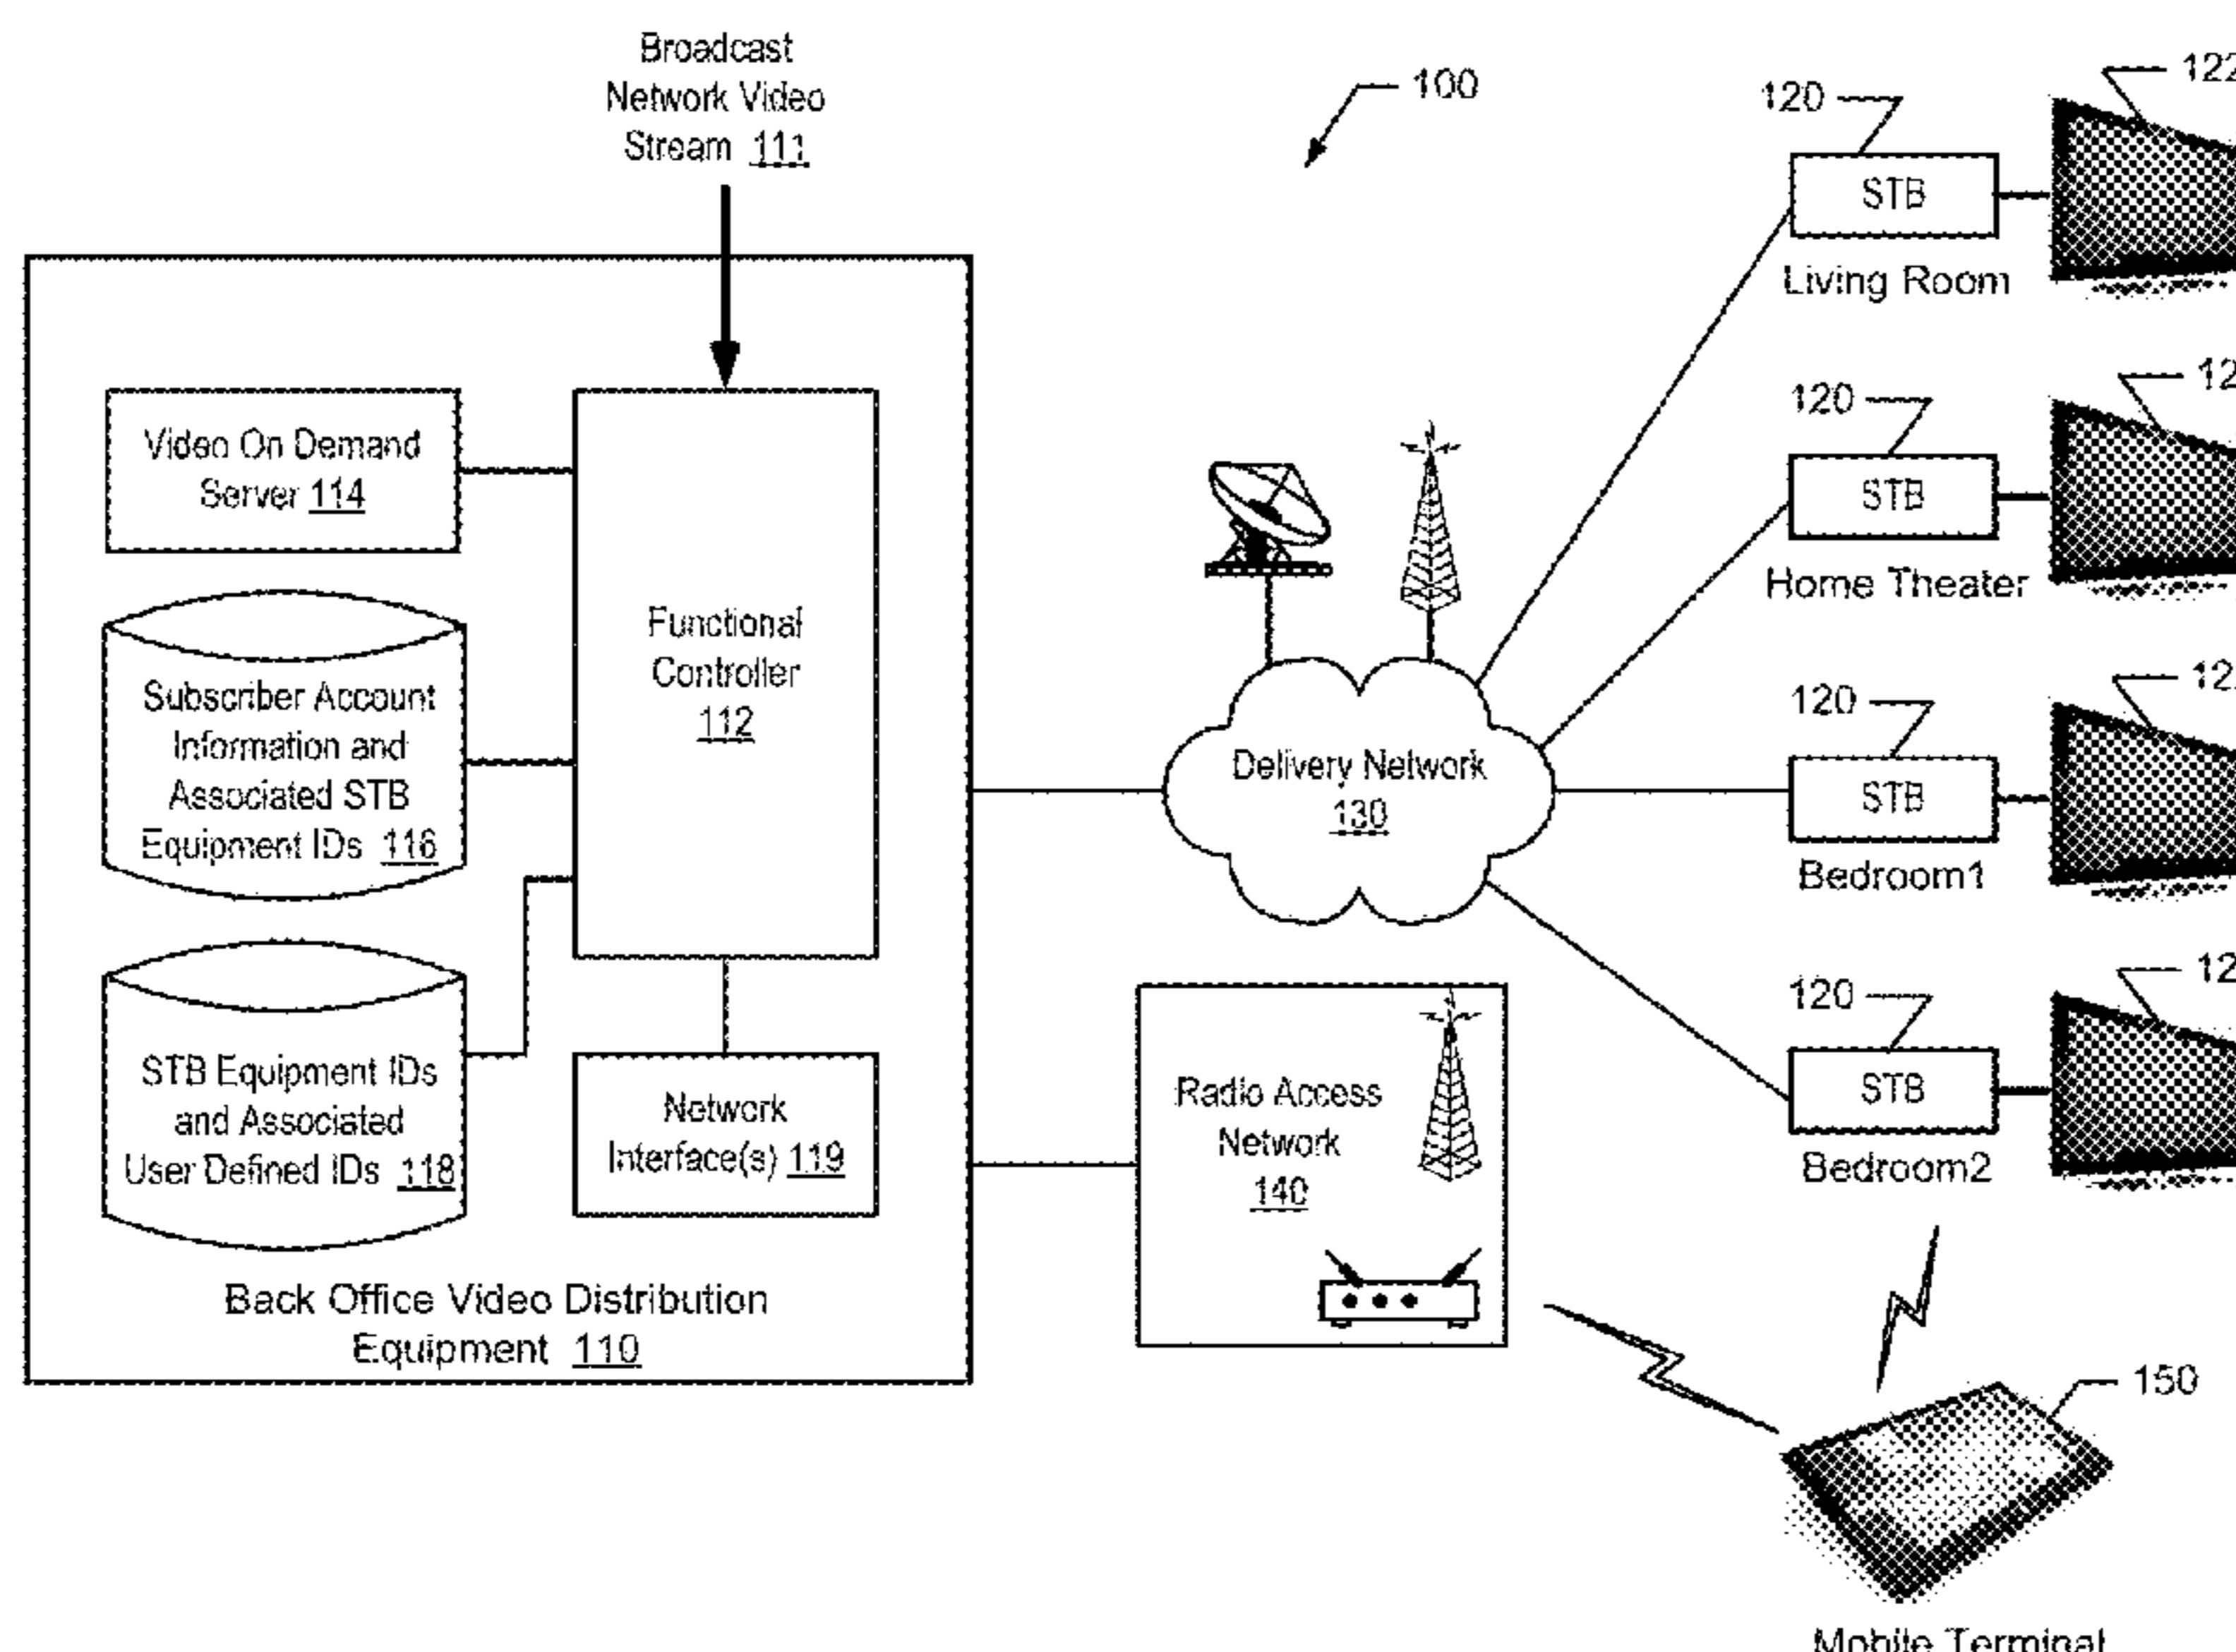 Broadcast
Network Video
Stream 111
100
120
122
STB
Living Room
120
STB
Home Theater
120
STB
Bedroom1
120
STB
Bedroom2
Video On Demand
Server 114
Subscriber Account
Information and
Associated STB
Equipment IDs 116
STB Equipment IDs
and Associated
User Defined IDs 118
Functional
Controller
112
Network
Interface(s) 119
Back Office Video Distribution
Equipment 110
Delivery Network
130
Radio Access
Network
140
150
Mobile Terminal